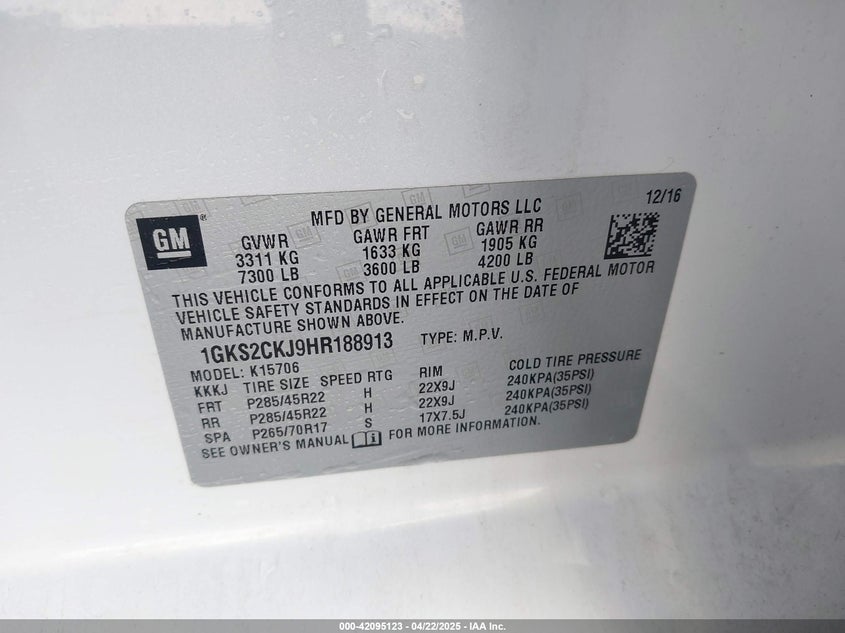 MFD BY GENERAL MOTORS LLC 12/16
GM ®
GVWR GAWR FRT GAWR RR
3311 KG 1633 KG 1905 KG
7300 LB 3600 LB 4200 LB
THIS VEHICLE CONFORMS TO ALL APPLICABLE U.S. FEDERAL MOTOR
VEHICLE SAFETY STANDARDS IN EFFECT ON THE DATE OF
MANUFACTURE SHOWN ABOVE.
1GKS2CKJ9HR188913 TYPE: M.P.V.
MODEL: K15706
KKKJ TIRE SIZE SPEED RTG RIM COLD TIRE PRESSURE
FRT P285/45R22 H 22X9J 240KPA(35PSI)
RR P285/45R22 H 22X9J 240KPA(35PSI)
SPA P265/70R17 S 17X7.5J 240KPA(35PSI)
SEE OWNER'S MANUAL FOR MORE INFORMATION.
000-42095123 - 04/22/2025 - IAA Inc.